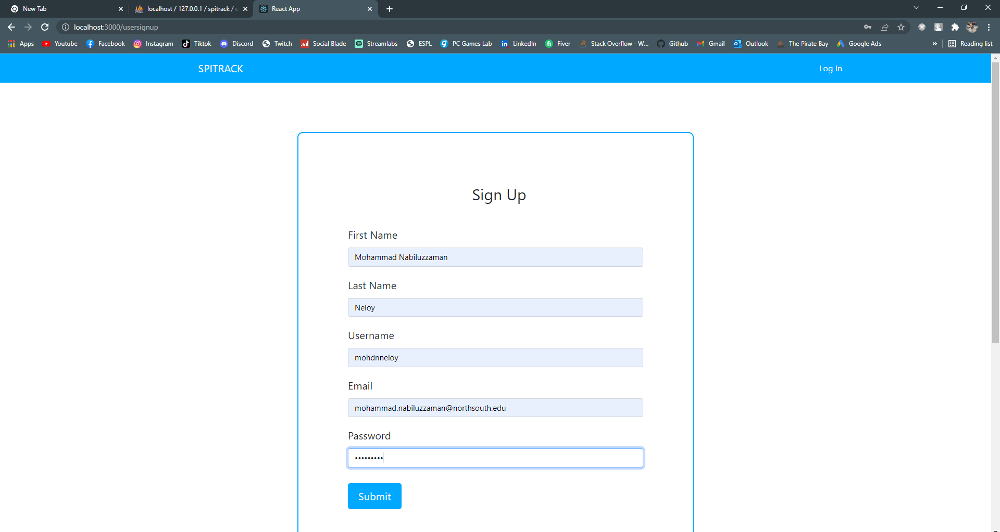 New Tab
localhost / 127.0.0.1 / spitrack /
React App
localhost:3000/usersignup
Apps
Youtube
Facebook
Instagram
Tiktok
Discord
Twitch
Social Blade
Streamlabs
ESPL
PC Games Lab
LinkedIn
Fiver
Stack Overflow - W...
Github
Gmail
Outlook
The Pirate Bay
Google Ads
»
Reading list
SPITRACK
Log In
Sign Up
First Name
Mohammad Nabiluzzaman
Last Name
Neloy
Username
mohdnneloy
Email
mohammad.nabiluzzaman@northsouth.edu
Password
•••••••••
Submit